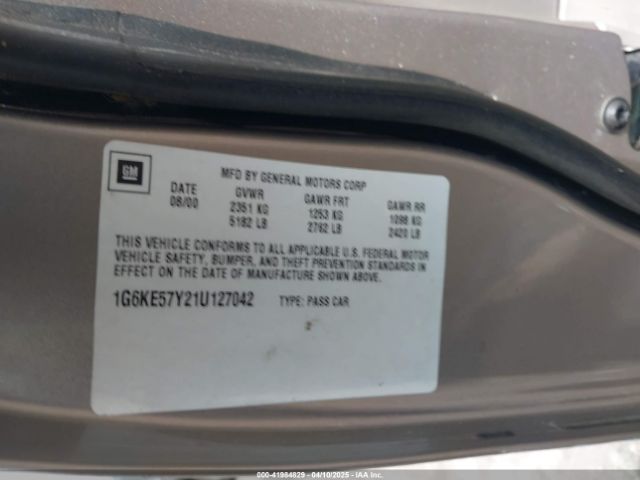 GM
MFD BY GENERAL MOTORS CORP
DATE GVWR GAWR FRT GAWR RR
08/00 2351 KG 1253 KG 1098 KG
5182 LB 2762 LB 2420 LB
THIS VEHICLE CONFORMS TO ALL APPLICABLE U.S. FEDERAL MOTOR
VEHICLE SAFETY, BUMPER, AND THEFT PREVENTION STANDARDS IN
EFFECT ON THE DATE OF MANUFACTURE SHOWN ABOVE.
1G6KE57Y21U127042 TYPE: PASS CAR
000-41984829 - 04/10/2025 - © IAA Inc.